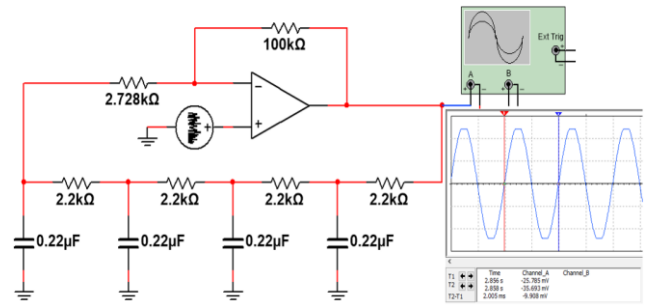 100kΩ
Ext Trig
2.728kΩ
A
B
2.2kΩ
2.2kΩ
2.2kΩ
2.2kΩ
0.22µF
0.22µF
0.22µF
0.22µF
Time Channel_A Channel_B
T1 2.856 s -25.785 mV
T2 2.858 s -35.693 mV
T2-T1 2.005 ms -9.908 mV